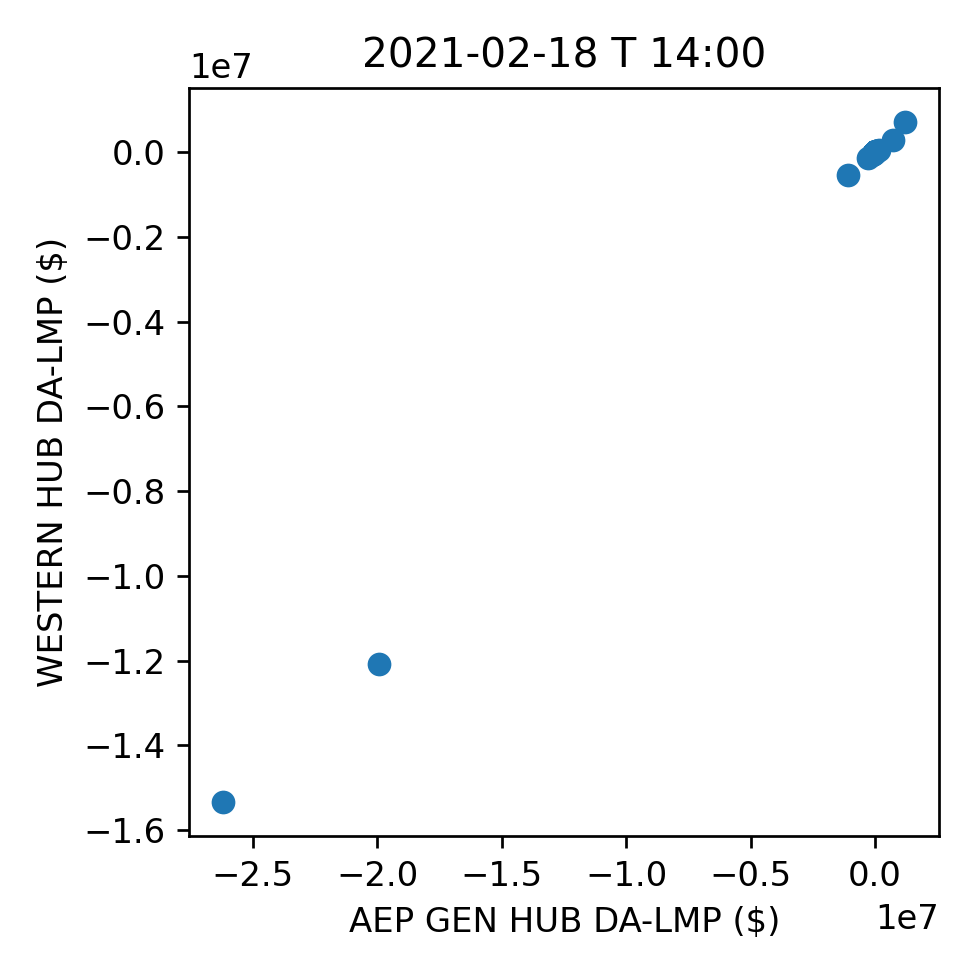 2021-02-18 T 14:00
1e7
0.0
−0.2
−0.4
−0.6
−0.8
−1.0
−1.2
−1.4
−1.6
WESTERN HUB DA-LMP ($)
−2.5 −2.0 −1.5 −1.0 −0.5 0.0
1e7
AEP GEN HUB DA-LMP ($)